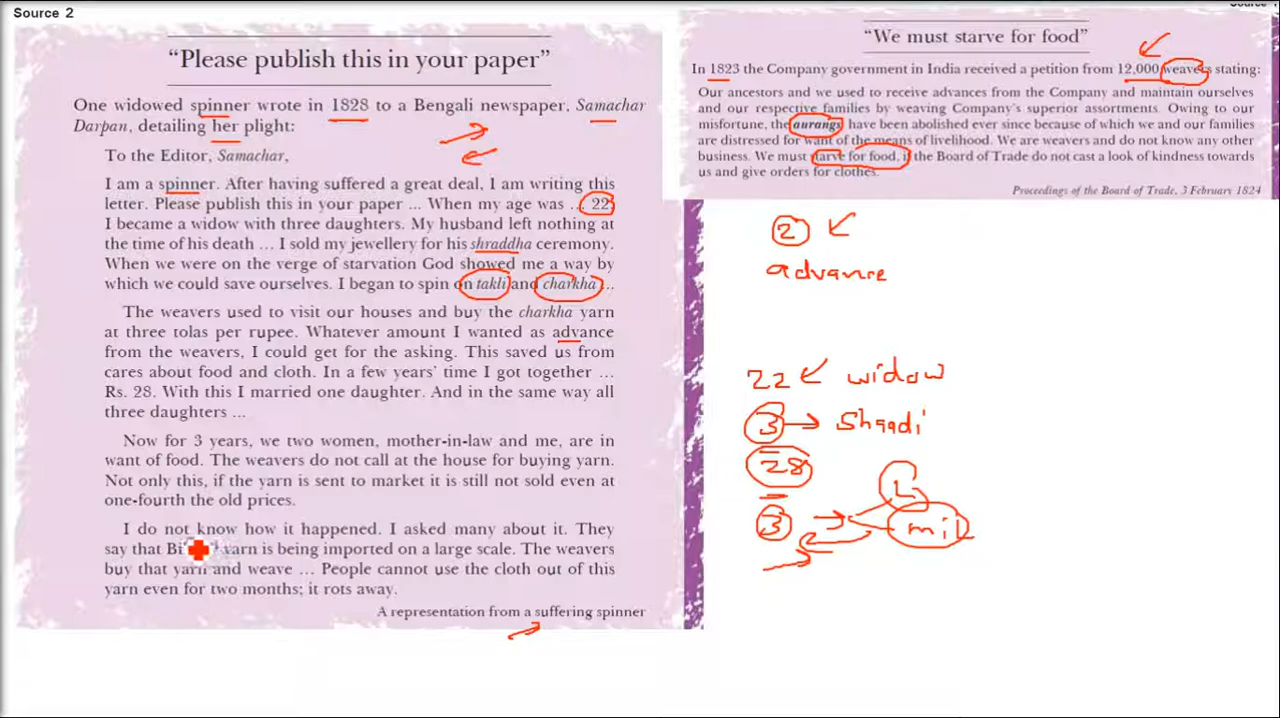 Source 2
“Please publish this in your paper”
One widowed spinner wrote in 1828 to a Bengali newspaper, Samachar
Darpan, detailing her plight:
To the Editor, Samachar,
I am a spinner. After having suffered a great deal, I am writing this
letter. Please publish this in your paper ... When my age was ... 22,
I became a widow with three daughters. My husband left nothing at
the time of his death ... I sold my jewellery for his shraddha ceremony.
When we were on the verge of starvation God showed me a way by
which we could save ourselves. I began to spin on takli and charkha ...
The weavers used to visit our houses and buy the charkha yarn
at three tolas per rupee. Whatever amount I wanted as advance
from the weavers, I could get for the asking. This saved us from
cares about food and cloth. In a few years’ time I got together ...
Rs. 28. With this I married one daughter. And in the same way all
three daughters ...
Now for 3 years, we two women, mother-in-law and me, are in
want of food. The weavers do not call at the house for buying yarn.
Not only this, if the yarn is sent to market it is still not sold even at
one-fourth the old prices.
I do not know how it happened. I asked many about it. They
say that yarn is being imported on a large scale. The weavers
buy that yarn and weave ... People cannot use the cloth out of this
yarn even for two months; it rots away.
A representation from a suffering spinner
“We must starve for food”
In 1823 the Company government in India received a petition from 12,000 weavers stating:
Our ancestors and we used to receive advances from the Company and maintain ourselves
and our respective families by weaving Company’s superior assortments. Owing to our
misfortune, the aurangs have been abolished ever since because of which we and our families
are distressed for want of the means of livelihood. We are weavers and do not know any other
business. We must starve for food, if the Board of Trade do not cast a look of kindness towards
us and give orders for clothes.
Proceedings of the Board of Trade, 3 February 1824
2
advance
22 widow
3 → Shaadi
28
L
3 mil